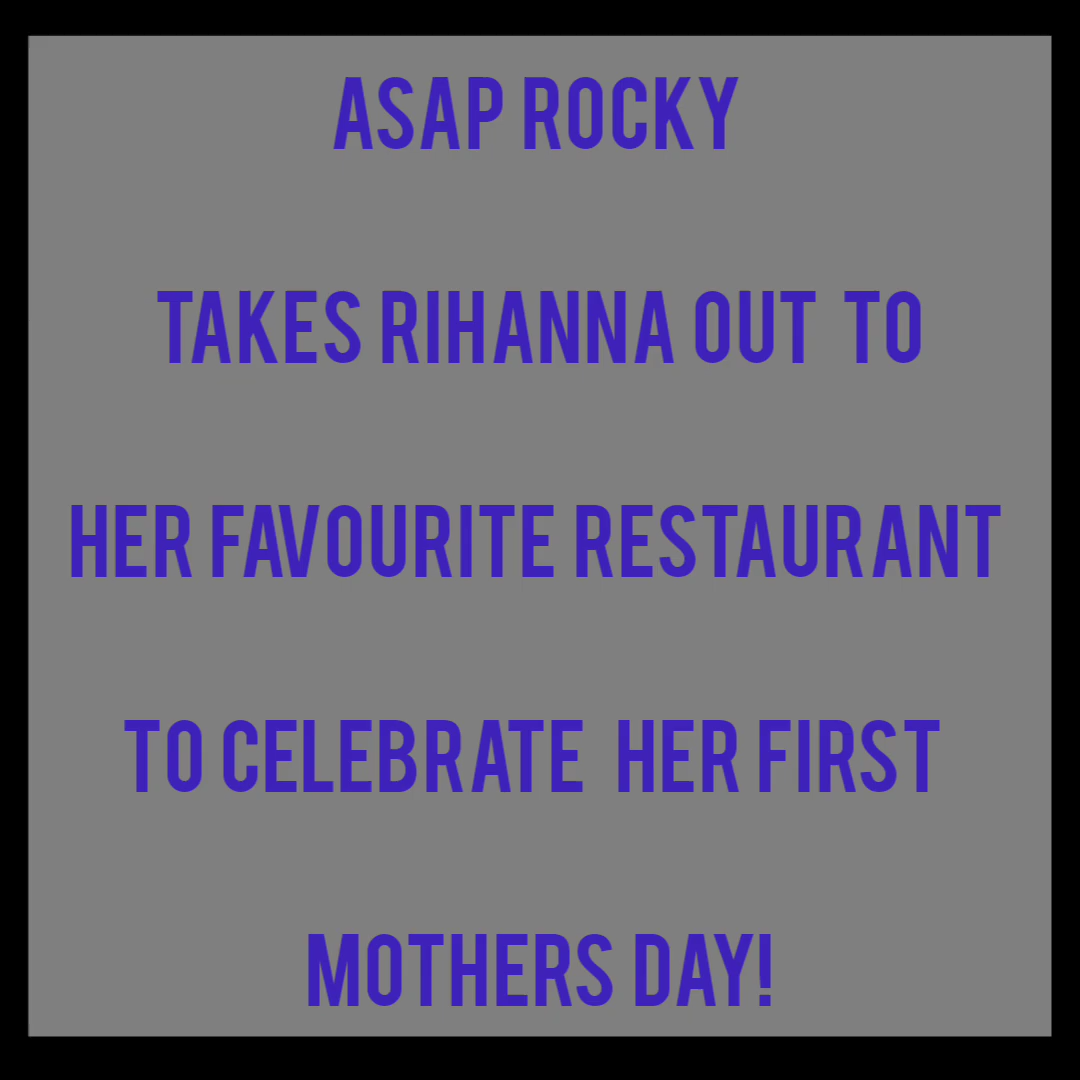 ASAP ROCKY
TAKES RIHANNA OUT TO
HER FAVOURITE RESTAURANT
TO CELEBRATE HER FIRST
MOTHERS DAY!